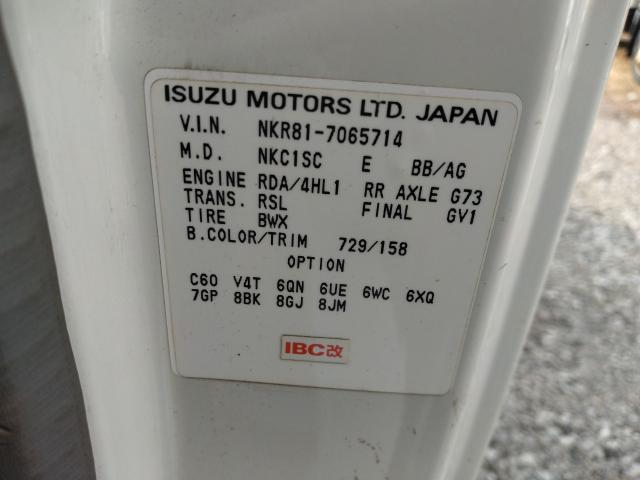 ISUZU MOTORS LTD. JAPAN
V.I.N. NKR81-7065714
M.D. NKC1SC E BB/AG
ENGINE RDA/4HL1 RR AXLE G73
TRANS. RSL FINAL GV1
TIRE BWX
B.COLOR/TRIM 729/158
OPTION
C60 V4T 6QN 6UE 6WC 6XQ
7GP 8BK 8GJ 8JM
IBC改